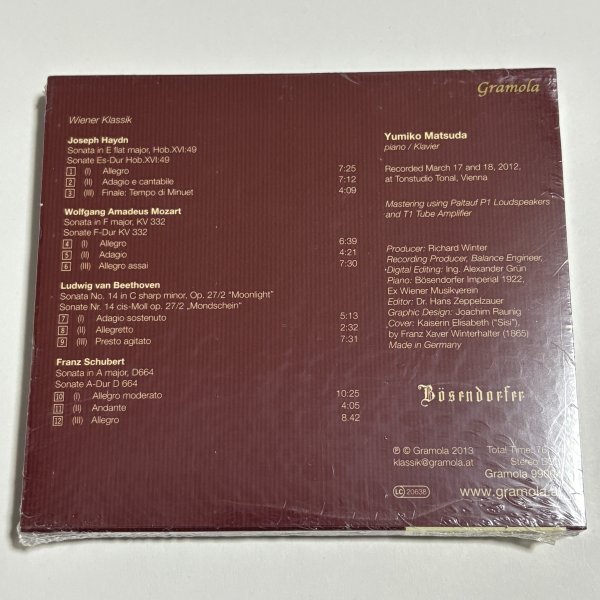 Gramola
Wiener Klassik
Joseph Haydn
Sonata in E flat major, Hob.XVI:49
Sonate Es-Dur Hob.XVI:49
1 (I) Allegro 7:25
2 (II) Adagio e cantabile 7:12
3 (III) Finale: Tempo di Minuet 4:09
Wolfgang Amadeus Mozart
Sonata in F major, KV 332
Sonate F-Dur KV 332
4 (I) Allegro 6:39
5 (II) Adagio 4:21
6 (III) Allegro assai 7:30
Ludwig van Beethoven
Sonata No. 14 in C sharp minor, Op. 27/2 “Moonlight”
Sonate Nr. 14 cis-Moll op. 27/2 „Mondschein“
7 (I) Adagio sostenuto 5:13
8 (II) Allegretto 2:32
9 (III) Presto agitato 7:31
Franz Schubert
Sonata in A major, D664
Sonate A-Dur D 664
10 (I) Allegro moderato 10:25
11 (II) Andante 4:05
12 (III) Allegro 8.42
Yumiko Matsuda
piano / Klavier
Recorded March 17 and 18, 2012,
at Tonstudio Tonal, Vienna
Mastering using Paltauf P1 Loudspeakers
and T1 Tube Amplifier
Producer: Richard Winter
Recording Producer, Balance Engineer,
Digital Editing: Ing. Alexander Grün
Piano: Bösendorfer Imperial 1922,
Ex Wiener Musikverein
Editor: Dr. Hans Zeppelzauer
Graphic Design: Joachim Raunig
Cover: Kaiserin Elisabeth (“Sisi”),
by Franz Xaver Winterhalter (1865)
Made in Germany
Bösendorfer
℗ © Gramola 2013 Total Time:
klassik@gramola.at Stereo
Gramola
LC 20638 www.gramola.at